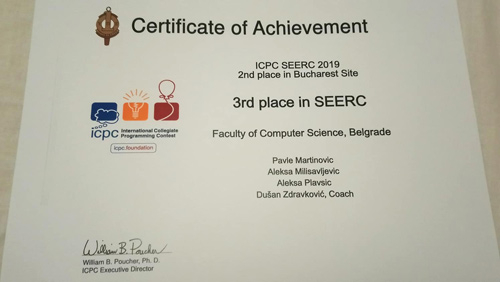 Certificate of Achievement
ICPC SEERC 2019
2nd place in Bucharest Site
3rd place in SEERC
icpc International Collegiate
Programming Contest
icpc foundation
Faculty of Computer Science, Belgrade
Pavle Martinovic
Aleksa Milisavljevic
Aleksa Plavsic
Dušan Zdravković, Coach
William B. Poucher
William B. Poucher, Ph. D.
ICPC Executive Director